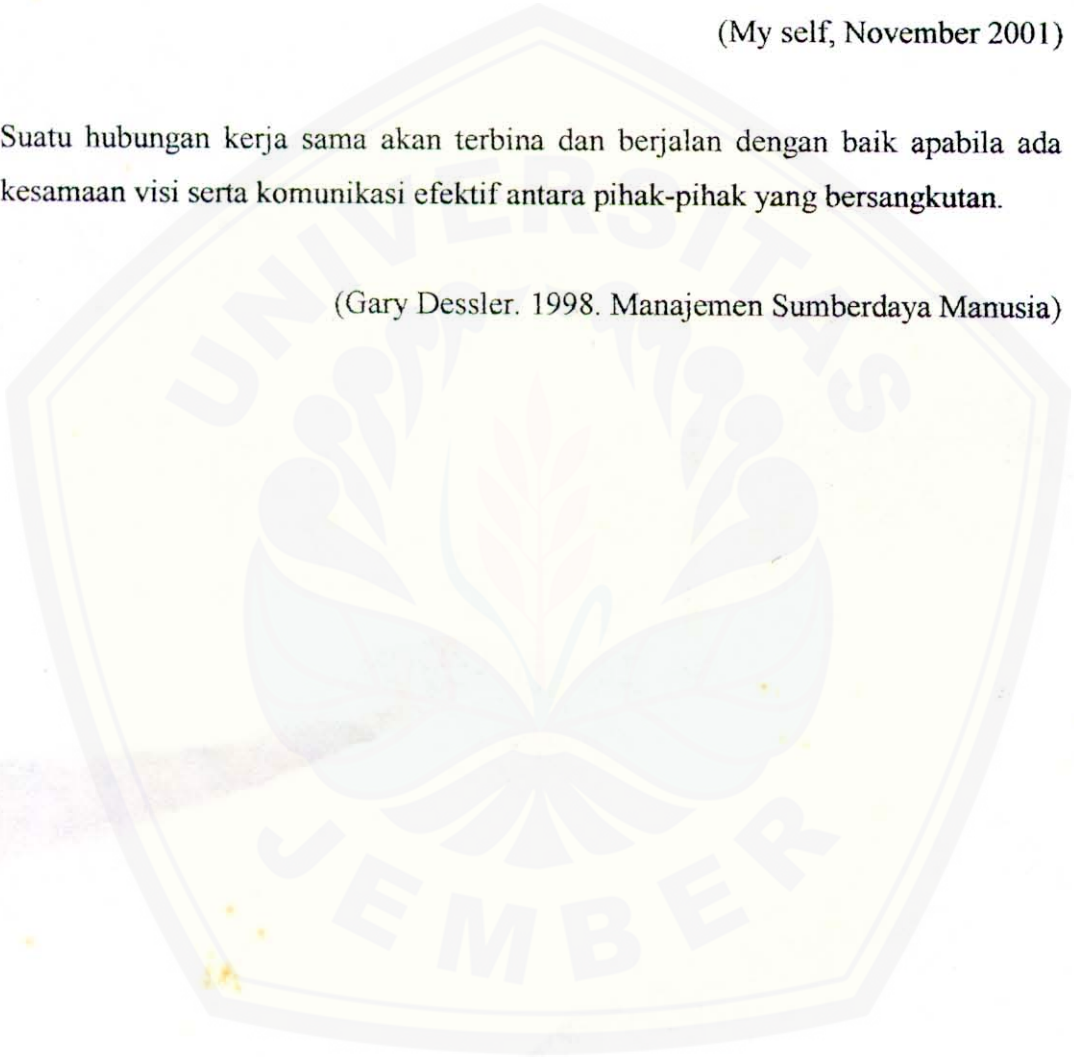 (My self, November 2001)
Suatu hubungan kerja sama akan terbina dan berjalan dengan baik apabila ada
kesamaan visi serta komunikasi efektif antara pihak-pihak yang bersangkutan.
(Gary Dessler. 1998. Manajemen Sumberdaya Manusia)
UNIVERSITAS
JEMBER